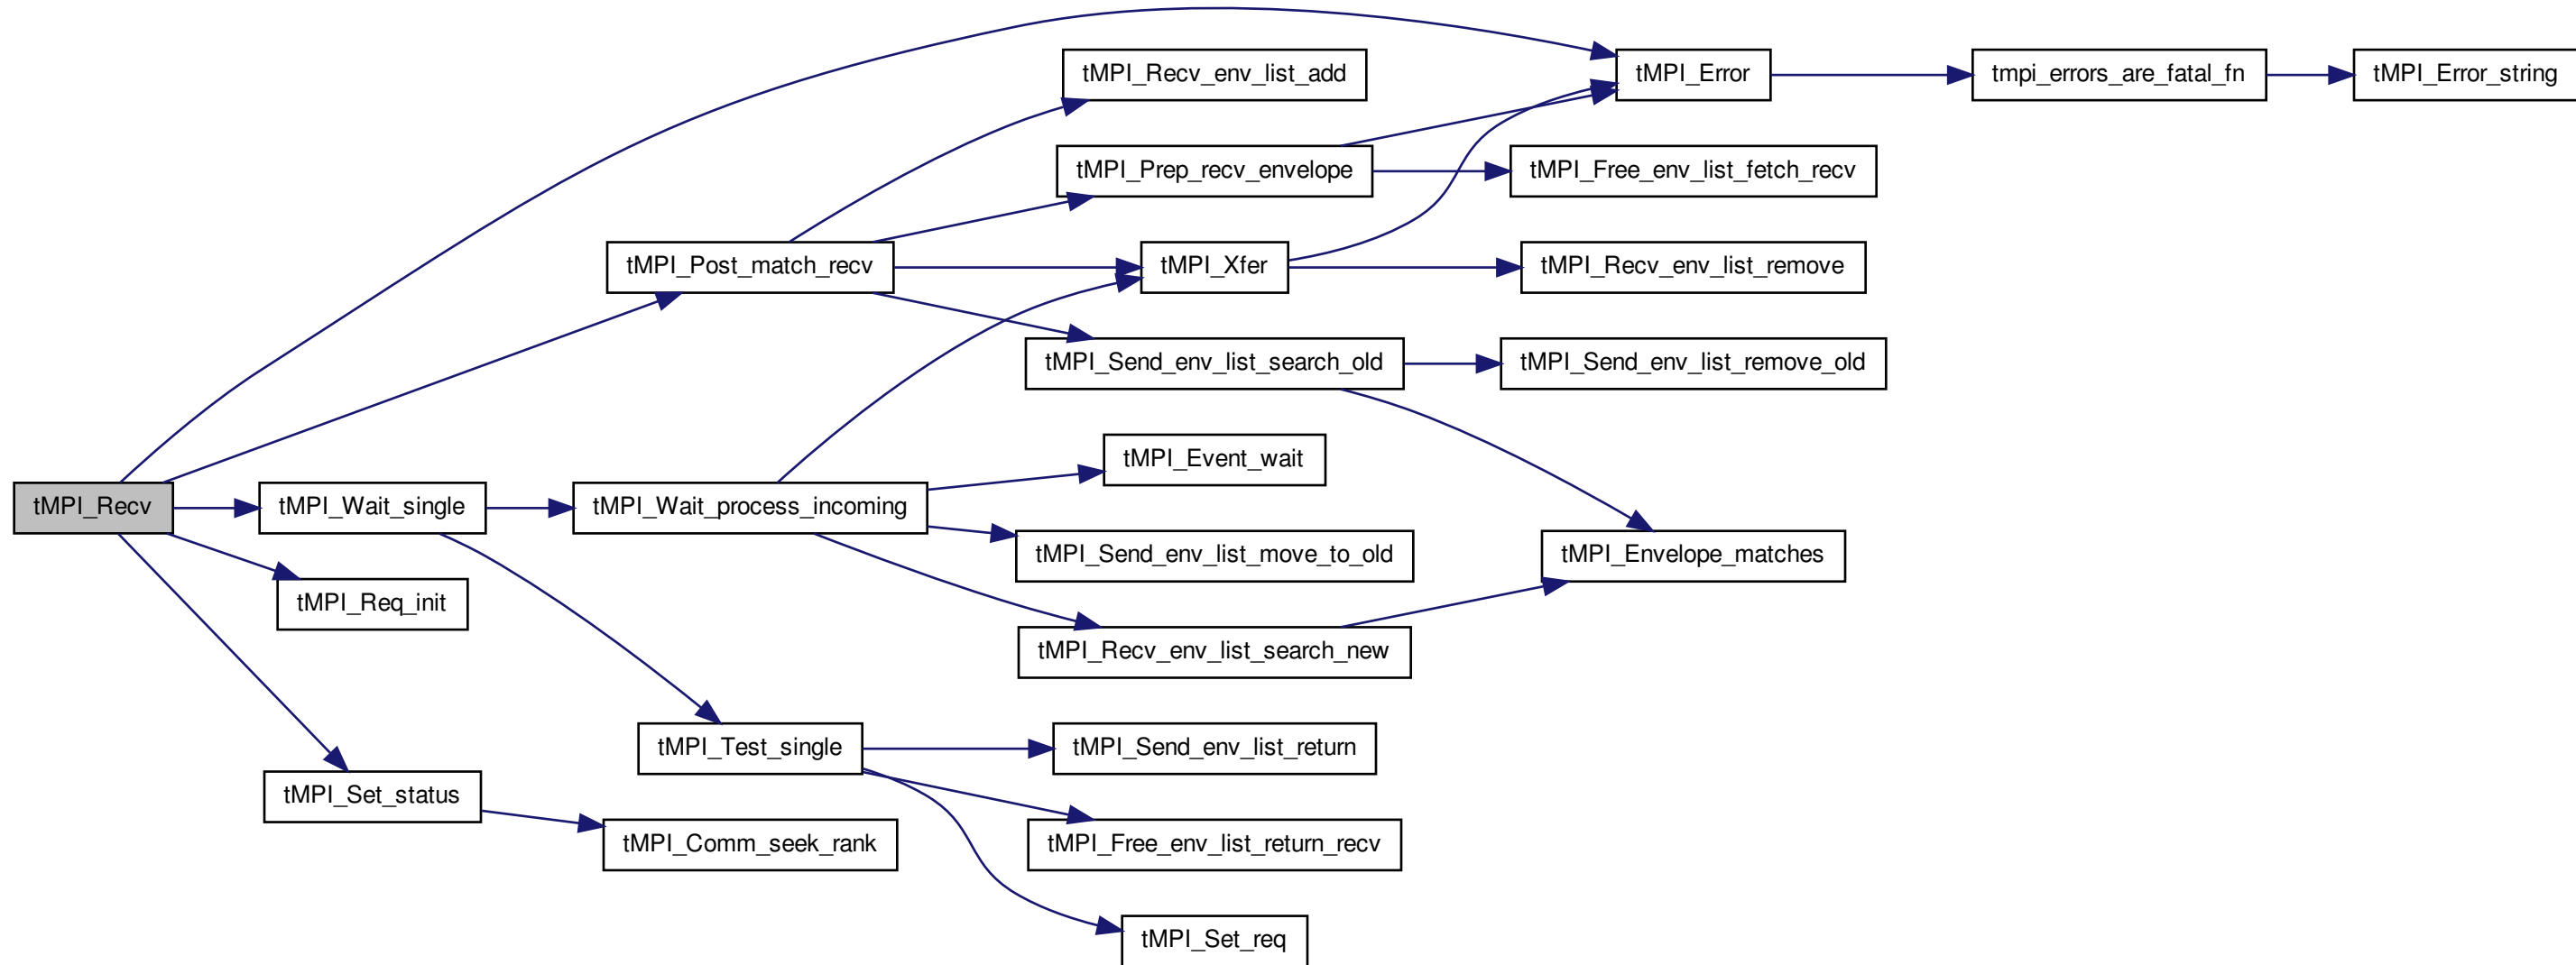 tMPI_Recv_env_list_add
tMPI_Error
tmpi_errors_are_fatal_fn
tMPI_Error_string
tMPI_Prep_recv_envelope
tMPI_Free_env_list_fetch_recv
tMPI_Post_match_recv
tMPI_Xfer
tMPI_Recv_env_list_remove
tMPI_Send_env_list_search_old
tMPI_Send_env_list_remove_old
tMPI_Event_wait
tMPI_Recv
tMPI_Wait_single
tMPI_Wait_process_incoming
tMPI_Send_env_list_move_to_old
tMPI_Envelope_matches
tMPI_Req_init
tMPI_Recv_env_list_search_new
tMPI_Test_single
tMPI_Send_env_list_return
tMPI_Set_status
tMPI_Comm_seek_rank
tMPI_Free_env_list_return_recv
tMPI_Set_req